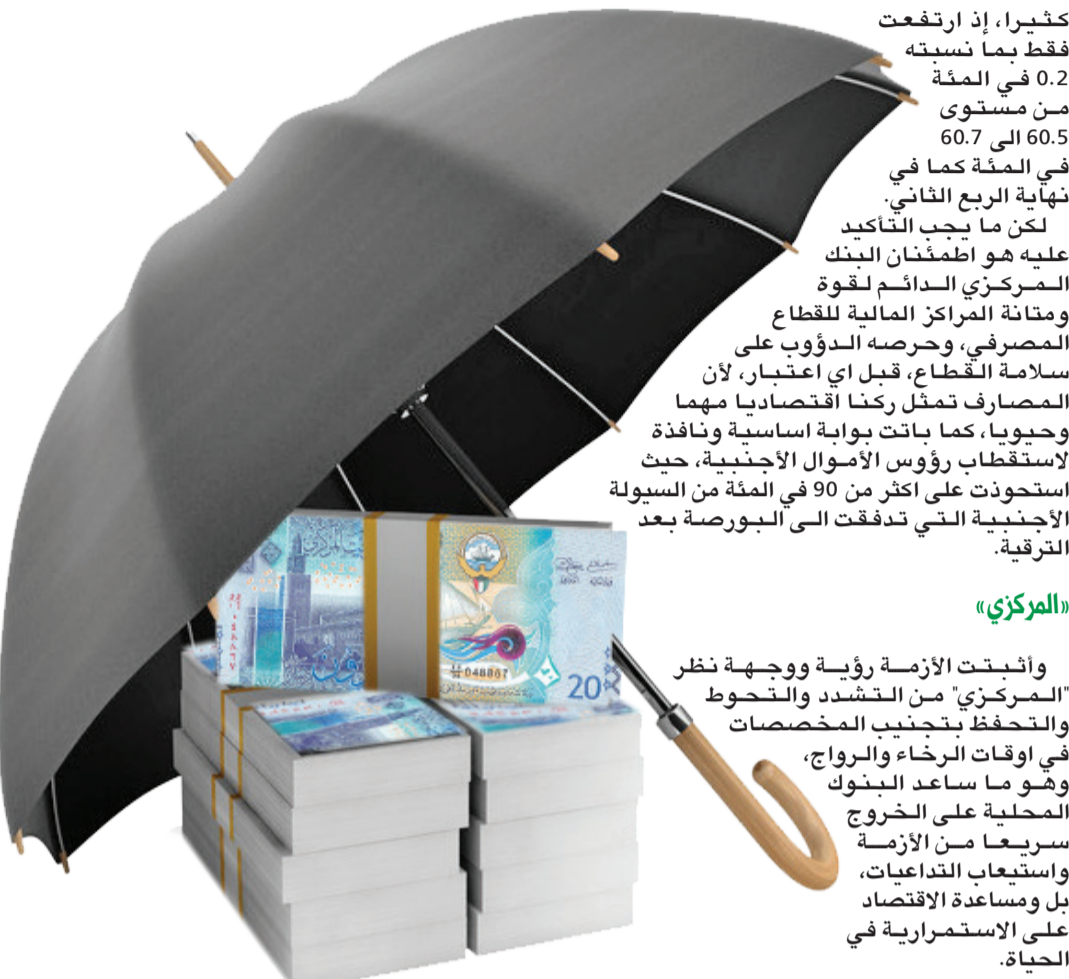 كثيرا، إذ ارتفعت
فقط بما نسبته
0.2 في المئة
من مستوى
60.5 الى 60.7
في المئة كما في
نهاية الربع الثاني.
لكن ما يجب التأكيد
عليه هو اطمئنان البنك
المركزي الدائم لقوة
ومتانة المراكز المالية للقطاع
المصرفي، وحرصه الدؤوب على
سلامة القطاع، قبل اي اعتبار، لأن
المصارف تمثل ركنا اقتصاديا مهما
وحيويا، كما باتت بوابة اساسية ونافذة
لاستقطاب رؤوس الأموال الأجنبية، حيث
استحوذت على اكثر من 90 في المئة من السيولة
الأجنبية التي تدفقت الى البورصة بعد
الترقية.
«المركزي»
وأثبتت الأزمة رؤية ووجهة نظر
"المركزي" من التشدد والتحوط
والتحفظ بتجنيب المخصصات
في اوقات الرخاء والرواج،
وهو ما ساعد البنوك
المحلية على الخروج
سريعا من الأزمة
واستيعاب التداعيات،
بل ومساعدة الاقتصاد
على الاستمرارية في
الحياة.
048867
20